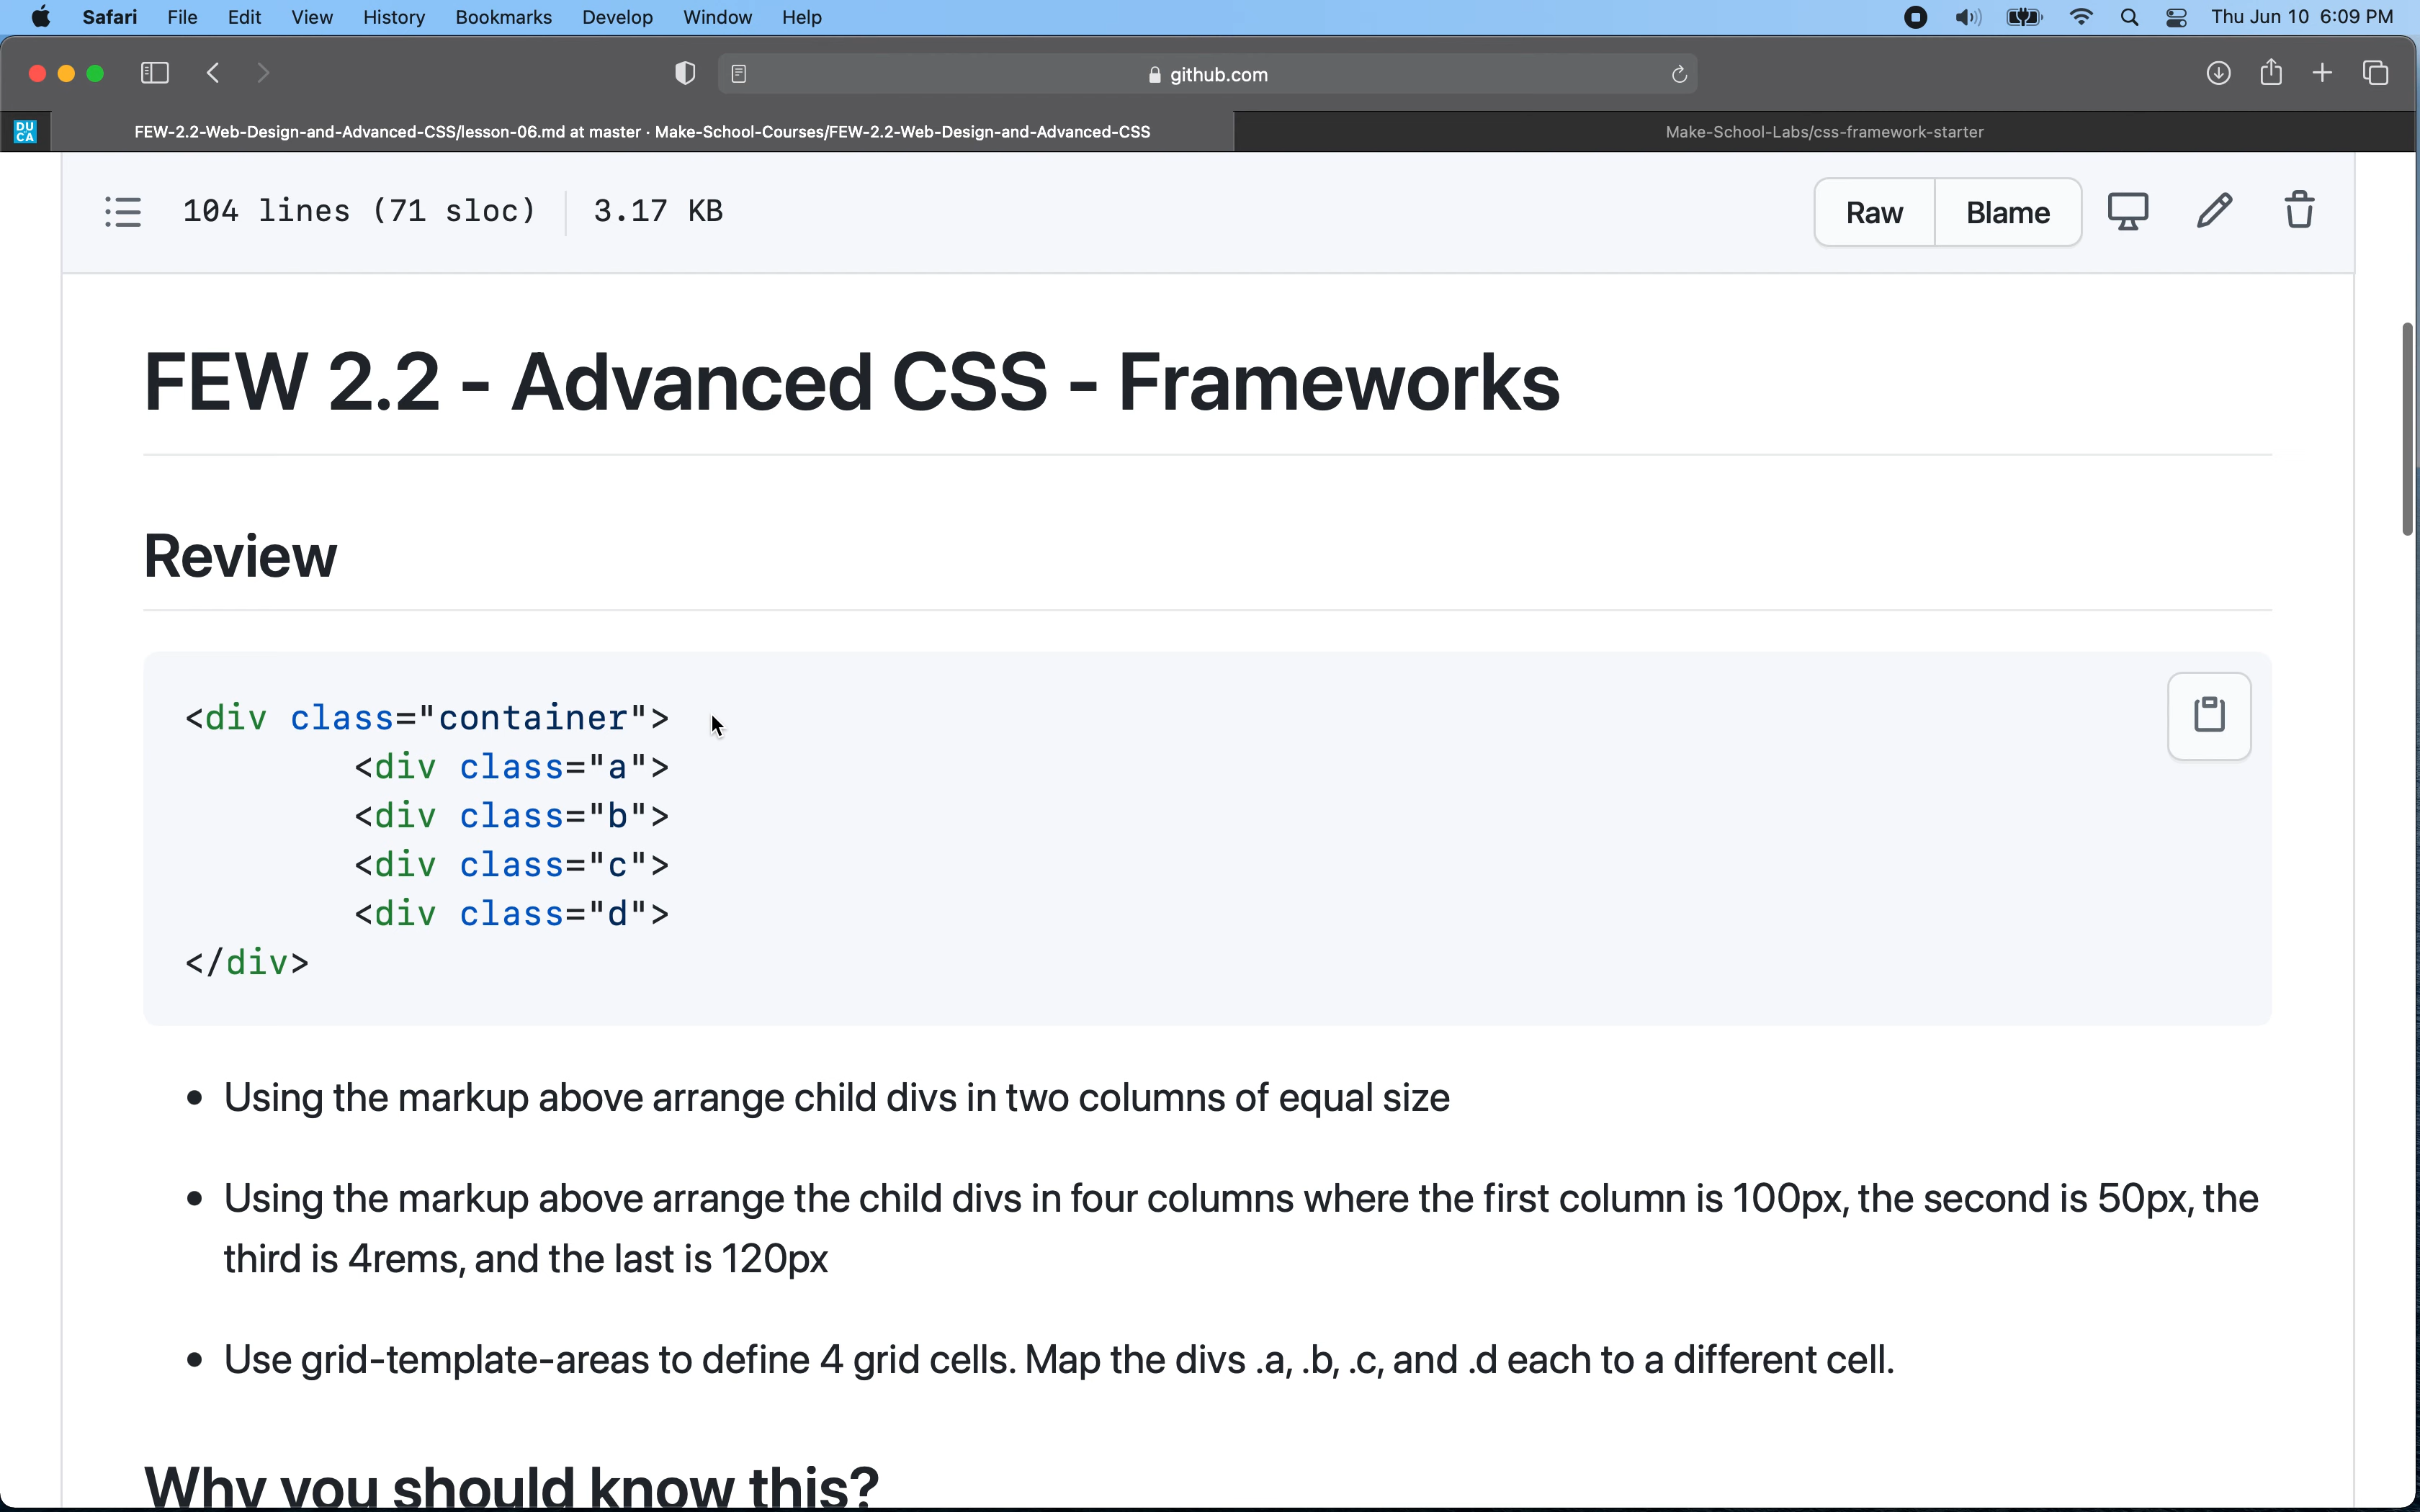 Safari File Edit View History Bookmarks Develop Window Help Thu Jun 10 6:09 PM
github.com
DU
CA
FEW-2.2-Web-Design-and-Advanced-CSS/lesson-06.md at master · Make-School-Courses/FEW-2.2-Web-Design-and-Advanced-CSS Make-School-Labs/css-framework-starter
104 lines (71 sloc) 3.17 KB Raw Blame
FEW 2.2 - Advanced CSS - Frameworks
Review
<div class="container">
<div class="a">
<div class="b">
<div class="c">
<div class="d">
</div>
• Using the markup above arrange child divs in two columns of equal size
• Using the markup above arrange the child divs in four columns where the first column is 100px, the second is 50px, the
third is 4rems, and the last is 120px
• Use grid-template-areas to define 4 grid cells. Map the divs .a, .b, .c, and .d each to a different cell.
Why you should know this?